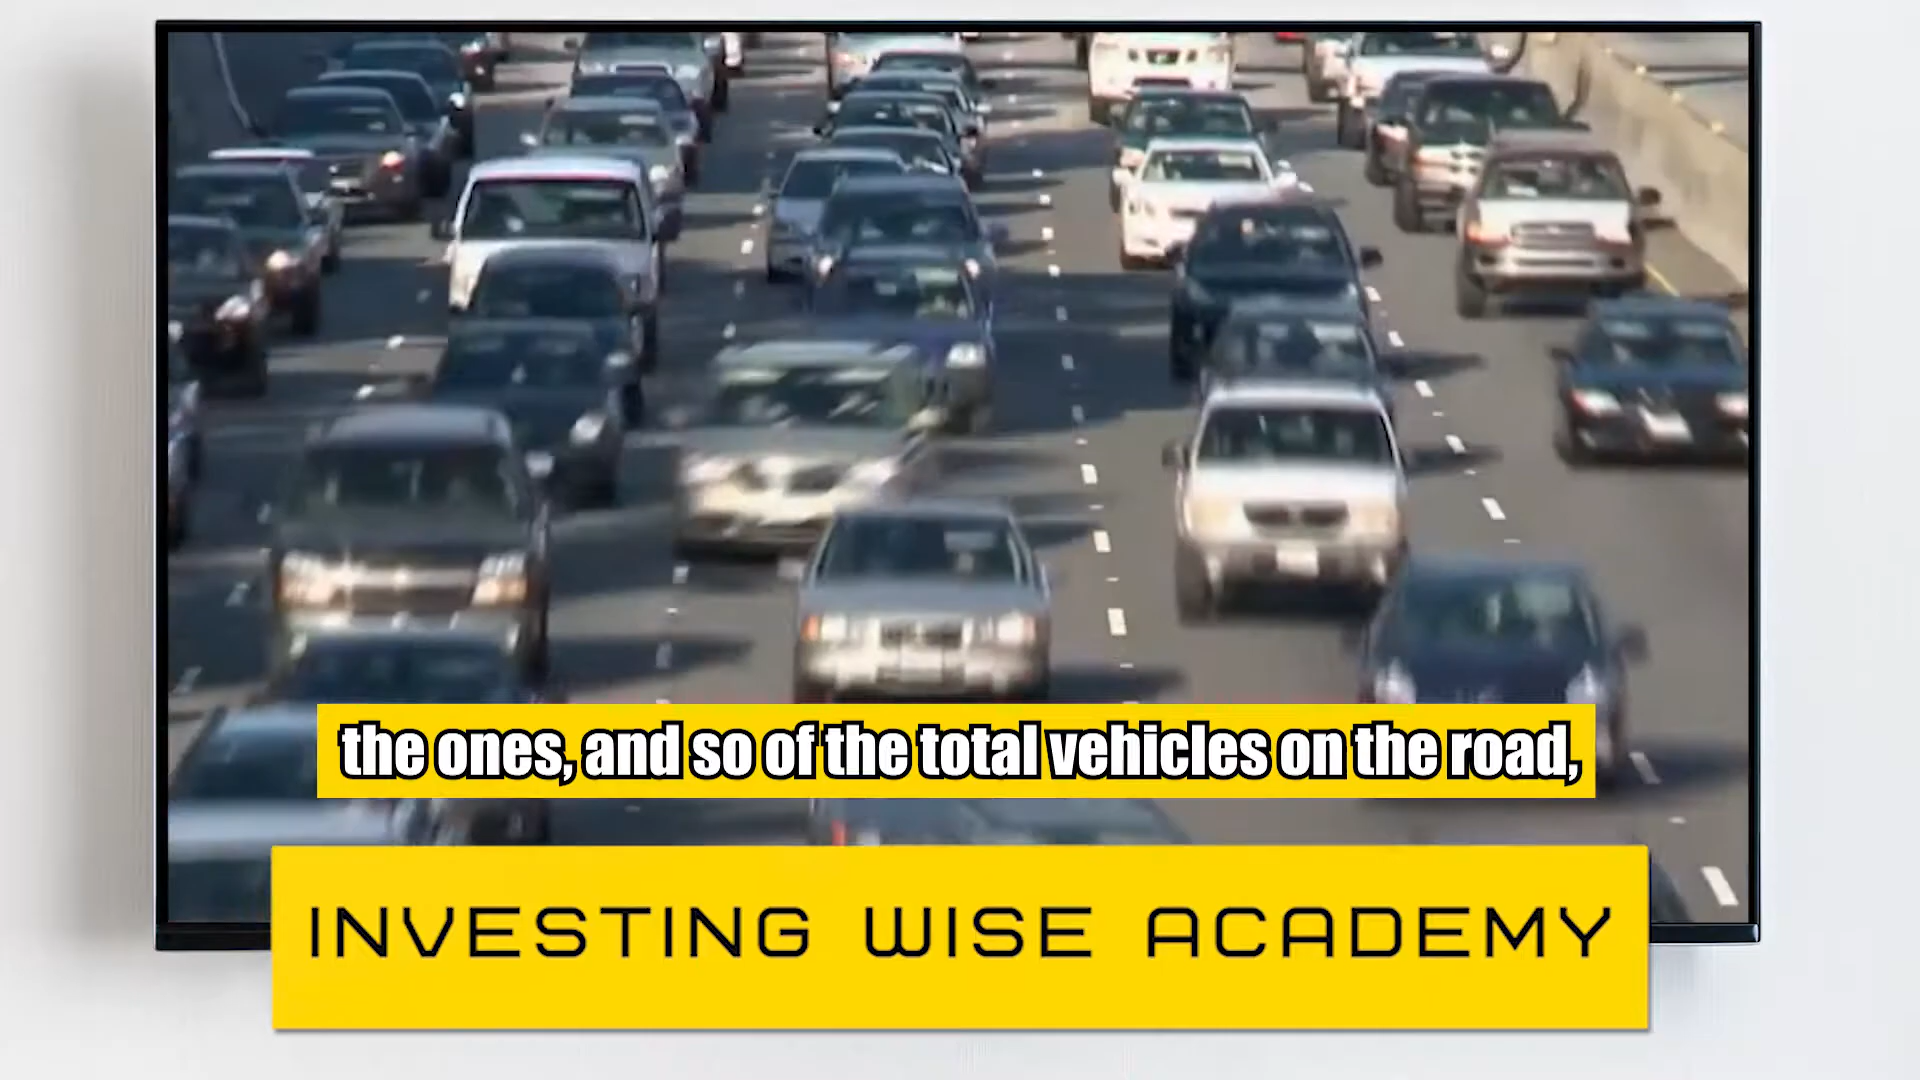 the ones, and so of the total vehicles on the road,
INVESTING WISE ACADEMY